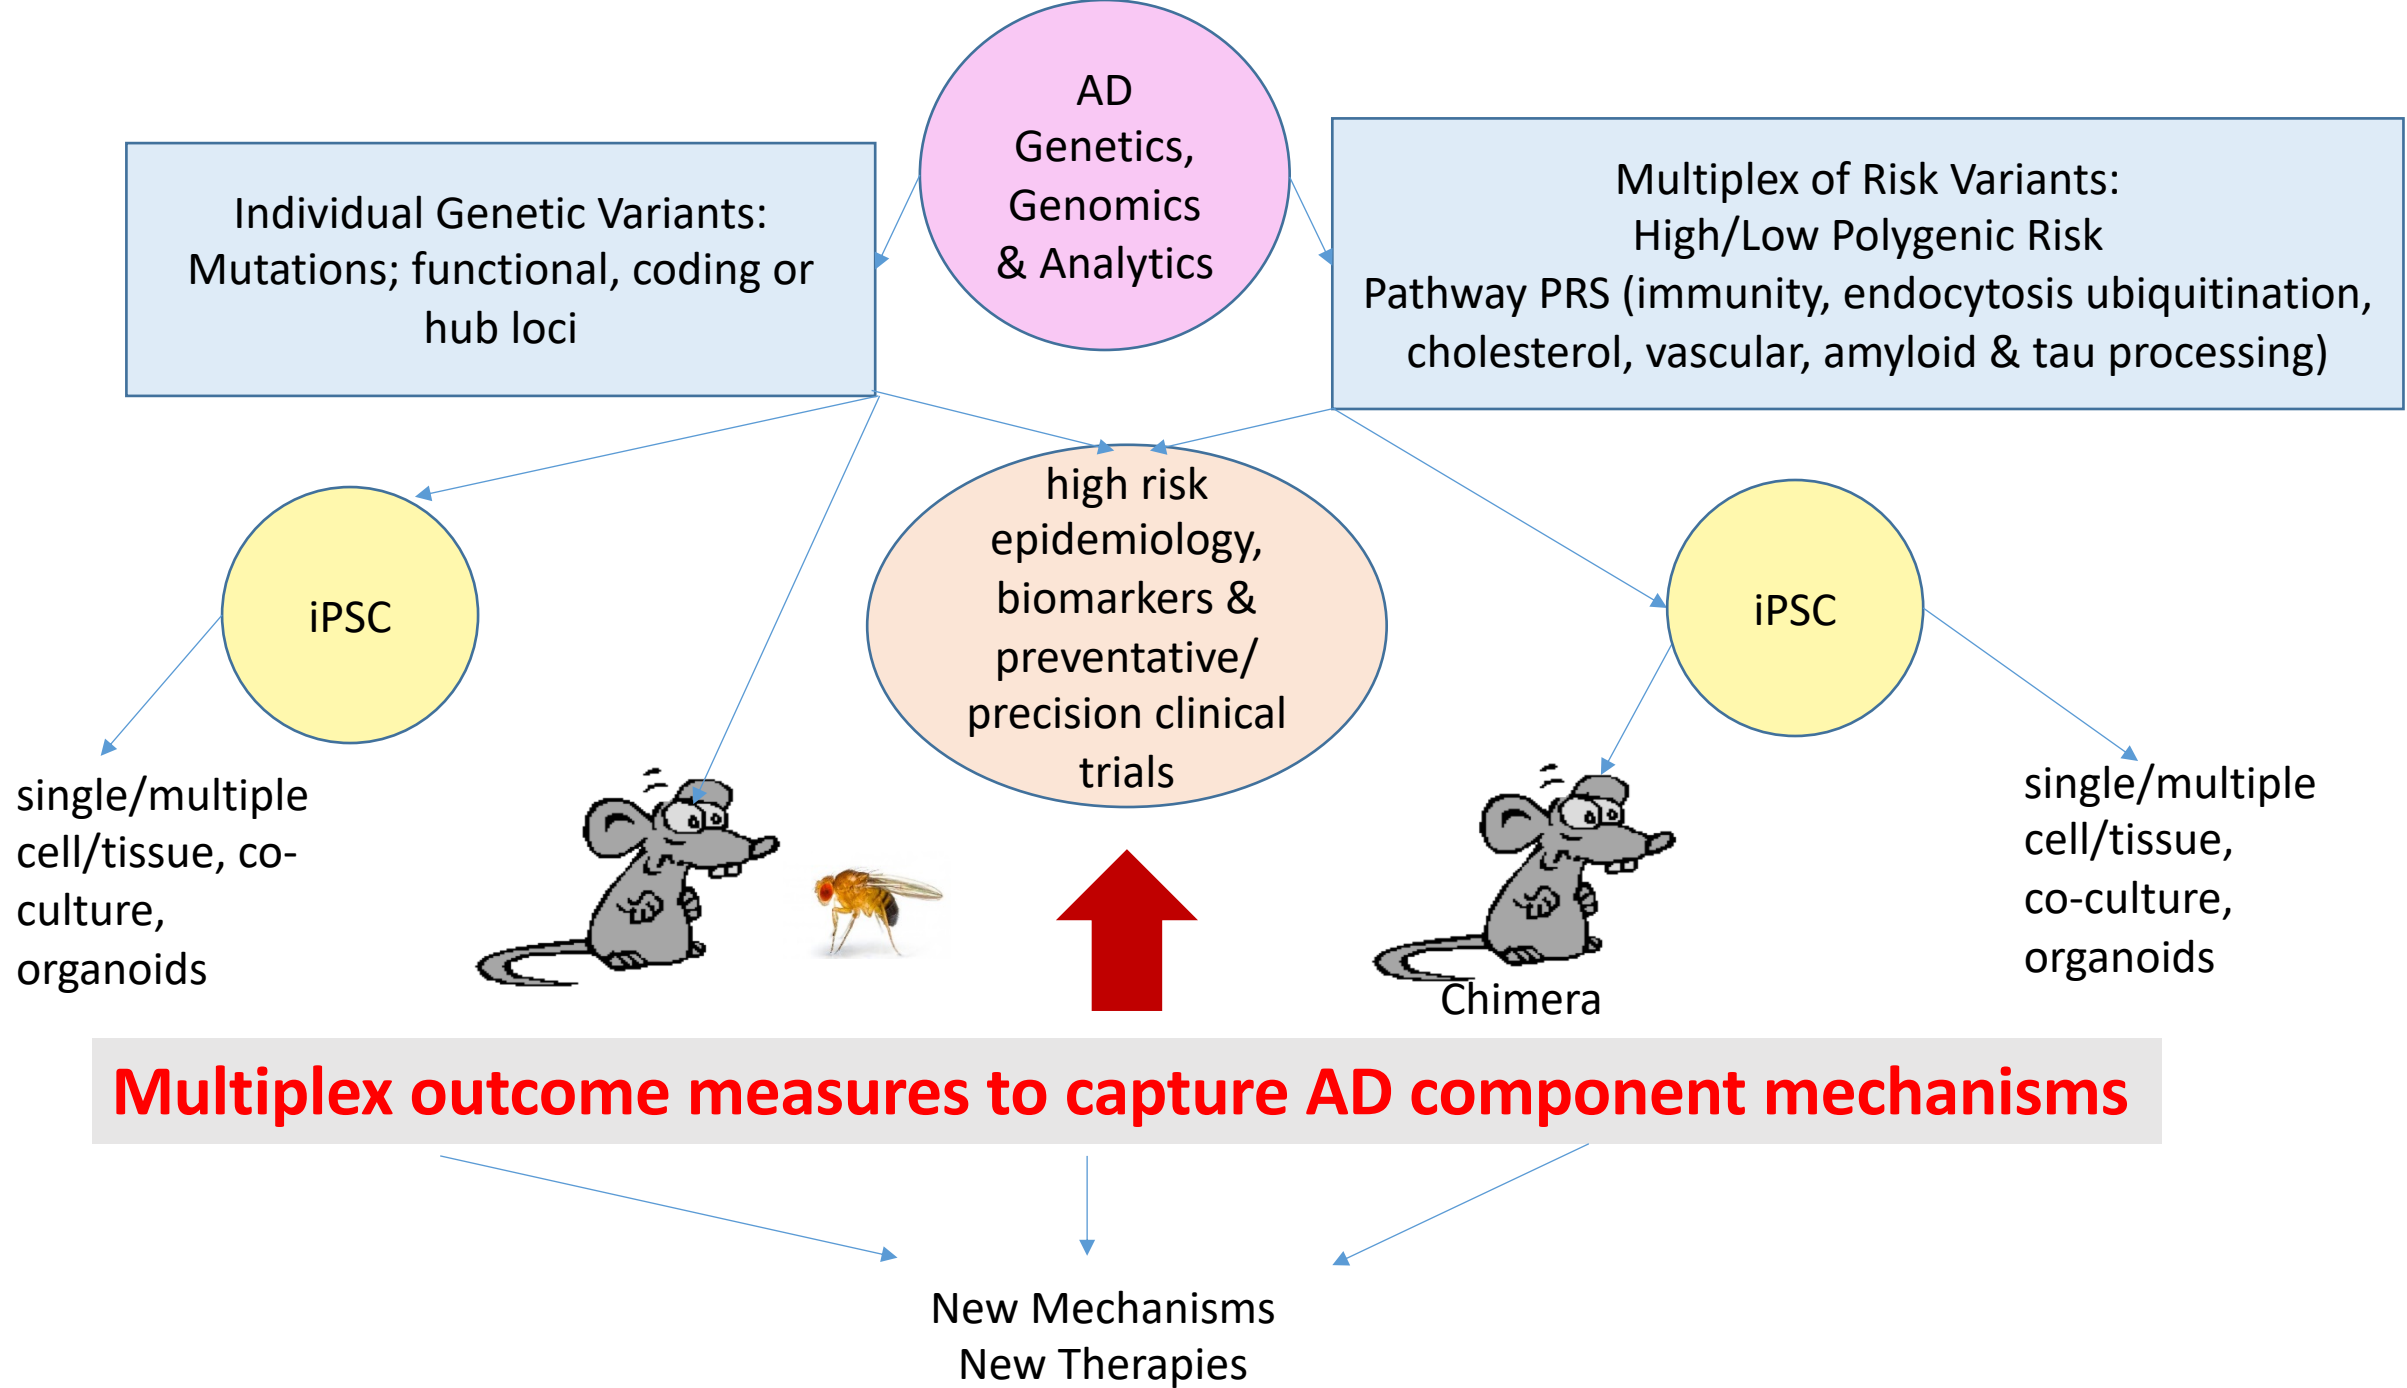 AD
Genetics,
Genomics
& Analytics
Individual Genetic Variants:
Mutations; functional, coding or
hub loci
Multiplex of Risk Variants:
High/Low Polygenic Risk
Pathway PRS (immunity, endocytosis ubiquitination,
cholesterol, vascular, amyloid & tau processing)
iPSC
high risk
epidemiology,
biomarkers &
preventative/
precision clinical
trials
iPSC
single/multiple
cell/tissue, co-
culture,
organoids
Chimera
single/multiple
cell/tissue,
co-culture,
organoids
Multiplex outcome measures to capture AD component mechanisms
New Mechanisms
New Therapies